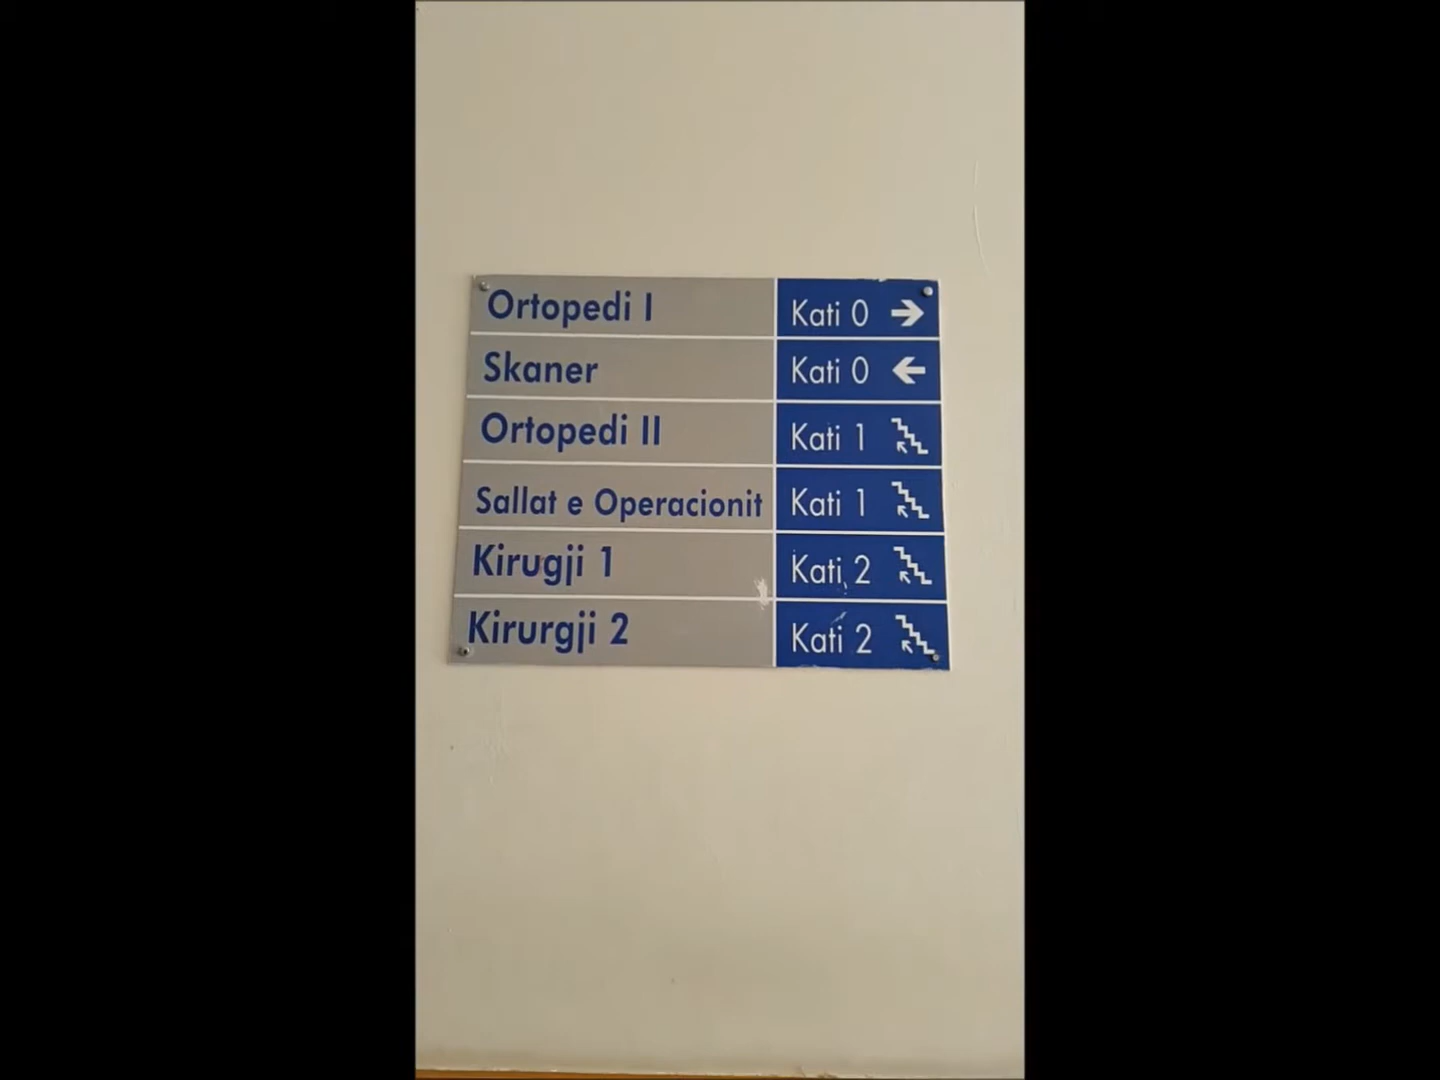 Ortopedi I Kati 0
Skaner Kati 0
Ortopedi II Kati 1
Sallat e Operacionit Kati 1
Kirugji 1 Kati 2
Kirurgji 2 Kati 2